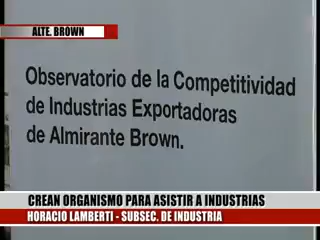 ALTE. BROWN
Observatorio de la Competitividad
de Industrias Exportadoras
de Almirante Brown.
CREAN ORGANISMO PARA ASISTIR A INDUSTRIAS
HORACIO LAMBERTI - SUBSEC. DE INDUSTRIA